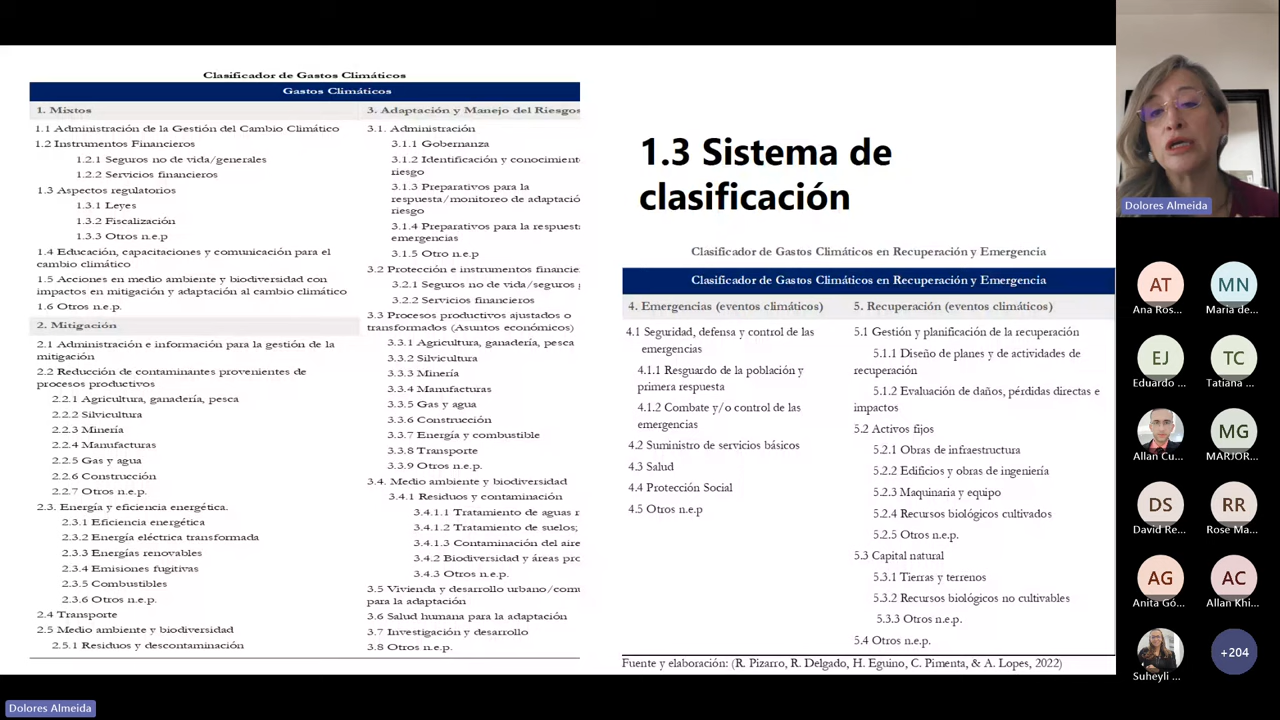 Clasificador de Gastos Climáticos
Gastos Climáticos
1. Mixtos
1.1 Administración de la Gestión del Cambio Climático
1.2 Instrumentos Financieros
1.2.1 Seguros no de vida/generales
1.2.2 Servicios financieros
1.3 Aspectos regulatorios
1.3.1 Leyes
1.3.2 Fiscalización
1.3.3 Otros n.e.p
1.4 Educación, capacitaciones y comunicación para el
cambio climático
1.5 Acciones en medio ambiente y biodiversidad con
impactos en mitigación y adaptación al cambio climático
1.6 Otros n.e.p.
2. Mitigación
2.1 Administración e información para la gestión de la
mitigación
2.2 Reducción de contaminantes provenientes de
procesos productivos
2.2.1 Agricultura, ganadería, pesca
2.2.2 Silvicultura
2.2.3 Minería
2.2.4 Manufacturas
2.2.5 Gas y agua
2.2.6 Construcción
2.2.7 Otros n.e.p.
2.3. Energía y eficiencia energética.
2.3.1 Eficiencia energética
2.3.2 Energía eléctrica transformada
2.3.3 Energías renovables
2.3.4 Emisiones fugitivas
2.3.5 Combustibles
2.3.6 Otros n.e.p.
2.4 Transporte
2.5 Medio ambiente y biodiversidad
2.5.1 Residuos y descontaminación
3. Adaptación y Manejo del Riesgos
3.1. Administración
3.1.1 Gobernanza
3.1.2 Identificación y conocimient
riesgo
3.1.3 Preparativos para la
respuesta/monitoreo de adaptació
riesgo
3.1.4 Preparativos para la respuest
emergencias
3.1.5 Otro n.e.p
3.2 Protección e instrumentos financie
3.2.1 Seguros no de vida/seguros
3.2.2 Servicios financieros
3.3 Procesos productivos ajustados o
transformados (Asuntos económicos)
3.3.1 Agricultura, ganadería, pesca
3.3.2 Silvicultura
3.3.3 Minería
3.3.4 Manufacturas
3.3.5 Gas y agua
3.3.6 Construcción
3.3.7 Energía y combustible
3.3.8 Transporte
3.3.9 Otros n.e.p.
3.4. Medio ambiente y biodiversidad
3.4.1 Residuos y contaminación
3.4.1.1 Tratamiento de aguas r
3.4.1.2 Tratamiento de suelos;
3.4.1.3 Contaminación del aire
3.4.2 Biodiversidad y áreas pro
3.4.3 Otros n.e.p.
3.5 Vivienda y desarrollo urbano/com
para la adaptación
3.6 Salud humana para la adaptación
3.7 Investigación y desarrollo
3.8 Otros n.e.p.
1.3 Sistema de
clasificación
Clasificador de Gastos Climáticos en Recuperación y Emergencia
Clasificador de Gastos Climáticos en Recuperación y Emergencia
4. Emergencias (eventos climáticos)
4.1 Seguridad, defensa y control de las
emergencias
4.1.1 Resguardo de la población y
primera respuesta
4.1.2 Combate y/o control de las
emergencias
4.2 Suministro de servicios básicos
4.3 Salud
4.4 Protección Social
4.5 Otros n.e.p
5. Recuperación (eventos climáticos)
5.1 Gestión y planificación de la recuperación
5.1.1 Diseño de planes y de actividades de
recuperación
5.1.2 Evaluación de daños, pérdidas directas e
impactos
5.2 Activos fijos
5.2.1 Obras de infraestructura
5.2.2 Edificios y obras de ingeniería
5.2.3 Maquinaria y equipo
5.2.4 Recursos biológicos cultivados
5.2.5 Otros n.e.p.
5.3 Capital natural
5.3.1 Tierras y terrenos
5.3.2 Recursos biológicos no cultivables
5.3.3 Otros n.e.p.
5.4 Otros n.e.p.
Fuente y elaboración: (R. Pizarro, R. Delgado, H. Eguino, C. Pimenta, & A. Lopes, 2022)
Dolores Almeida
AT
Ana Ros...
MN
Maria de...
EJ
Eduardo ...
TC
Tatiana ...
Allan Cu...
MG
MARJOR...
DS
David Re...
RR
Rose Ma...
AG
Anita Gó...
AC
Allan Khi...
Suheyli ...
+204
Dolores Almeida